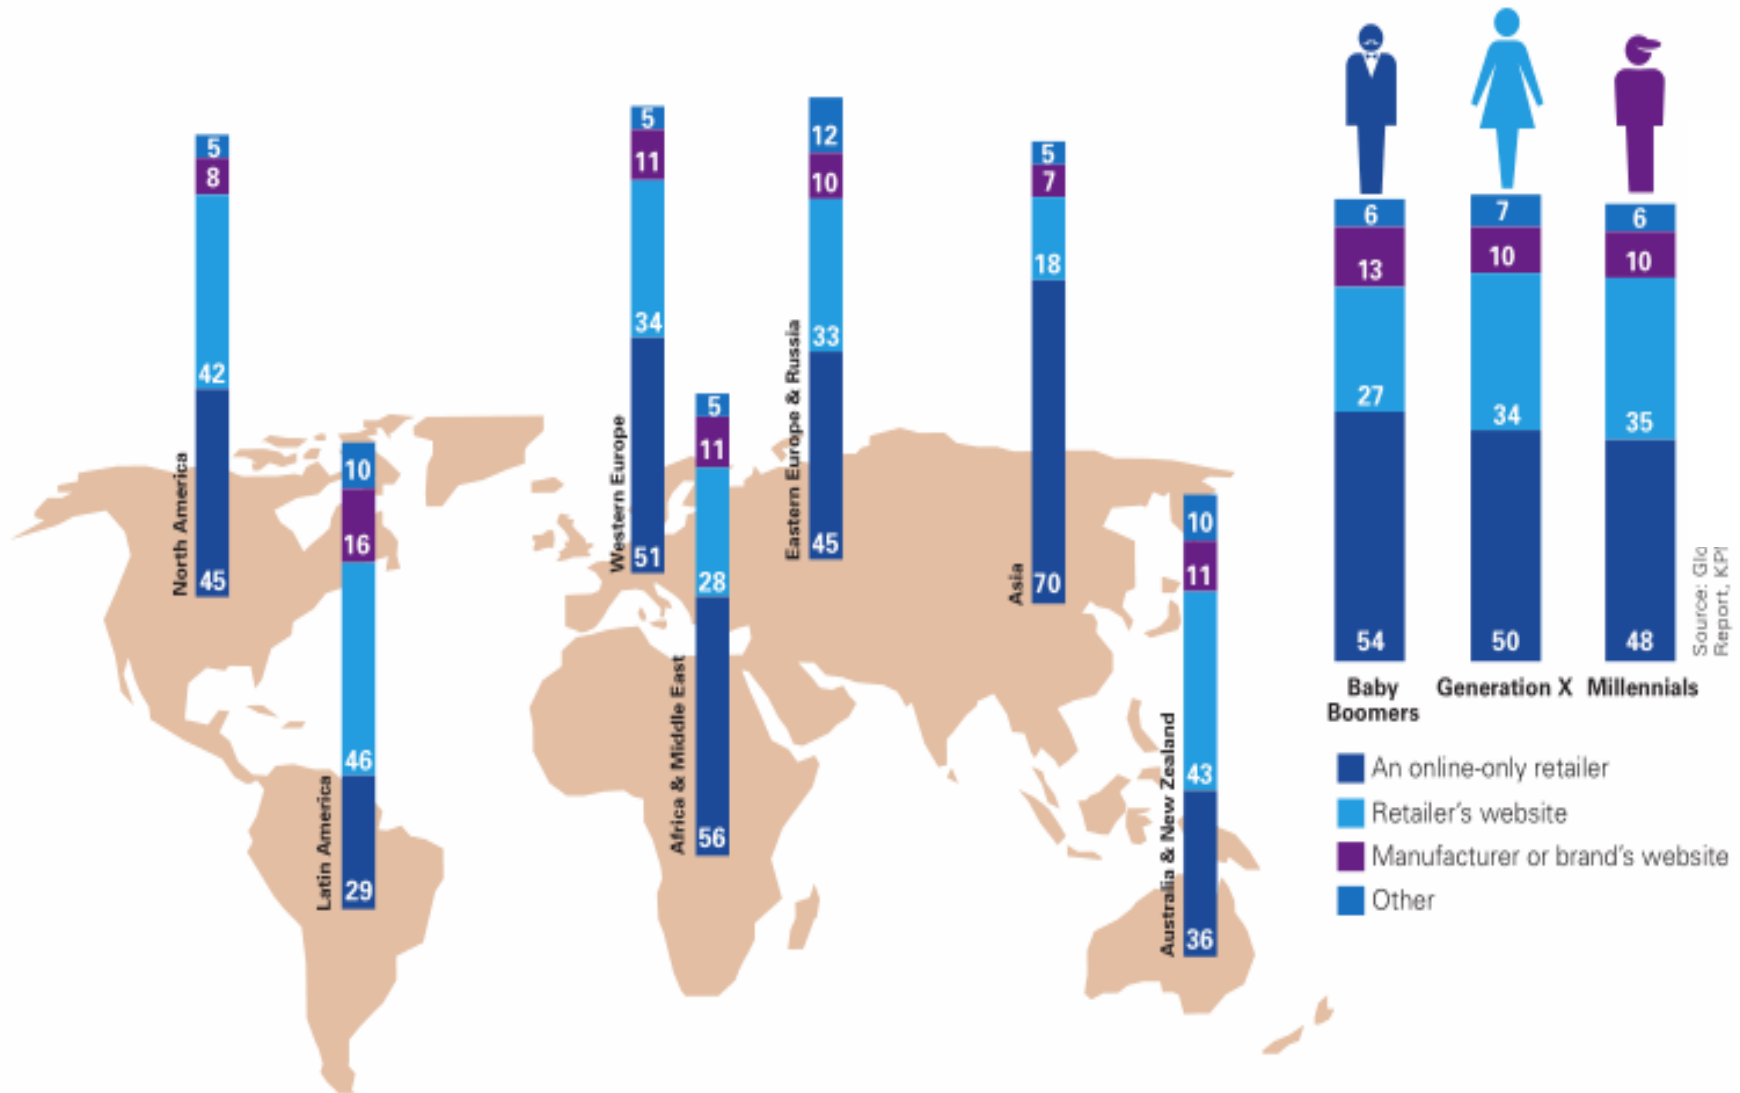 5
8
42
45
North America
10
16
46
29
Latin America
5
11
34
51
Western Europe
5
11
28
56
Africa & Middle East
12
10
33
45
Eastern Europe & Russia
5
7
18
70
Asia
10
11
43
36
Australia & New Zealand
6
13
27
54
Baby
Boomers
7
10
34
50
Generation X
6
10
35
48
Millennials
Source: Glo
Report, KPI
An online-only retailer
Retailer's website
Manufacturer or brand's website
Other